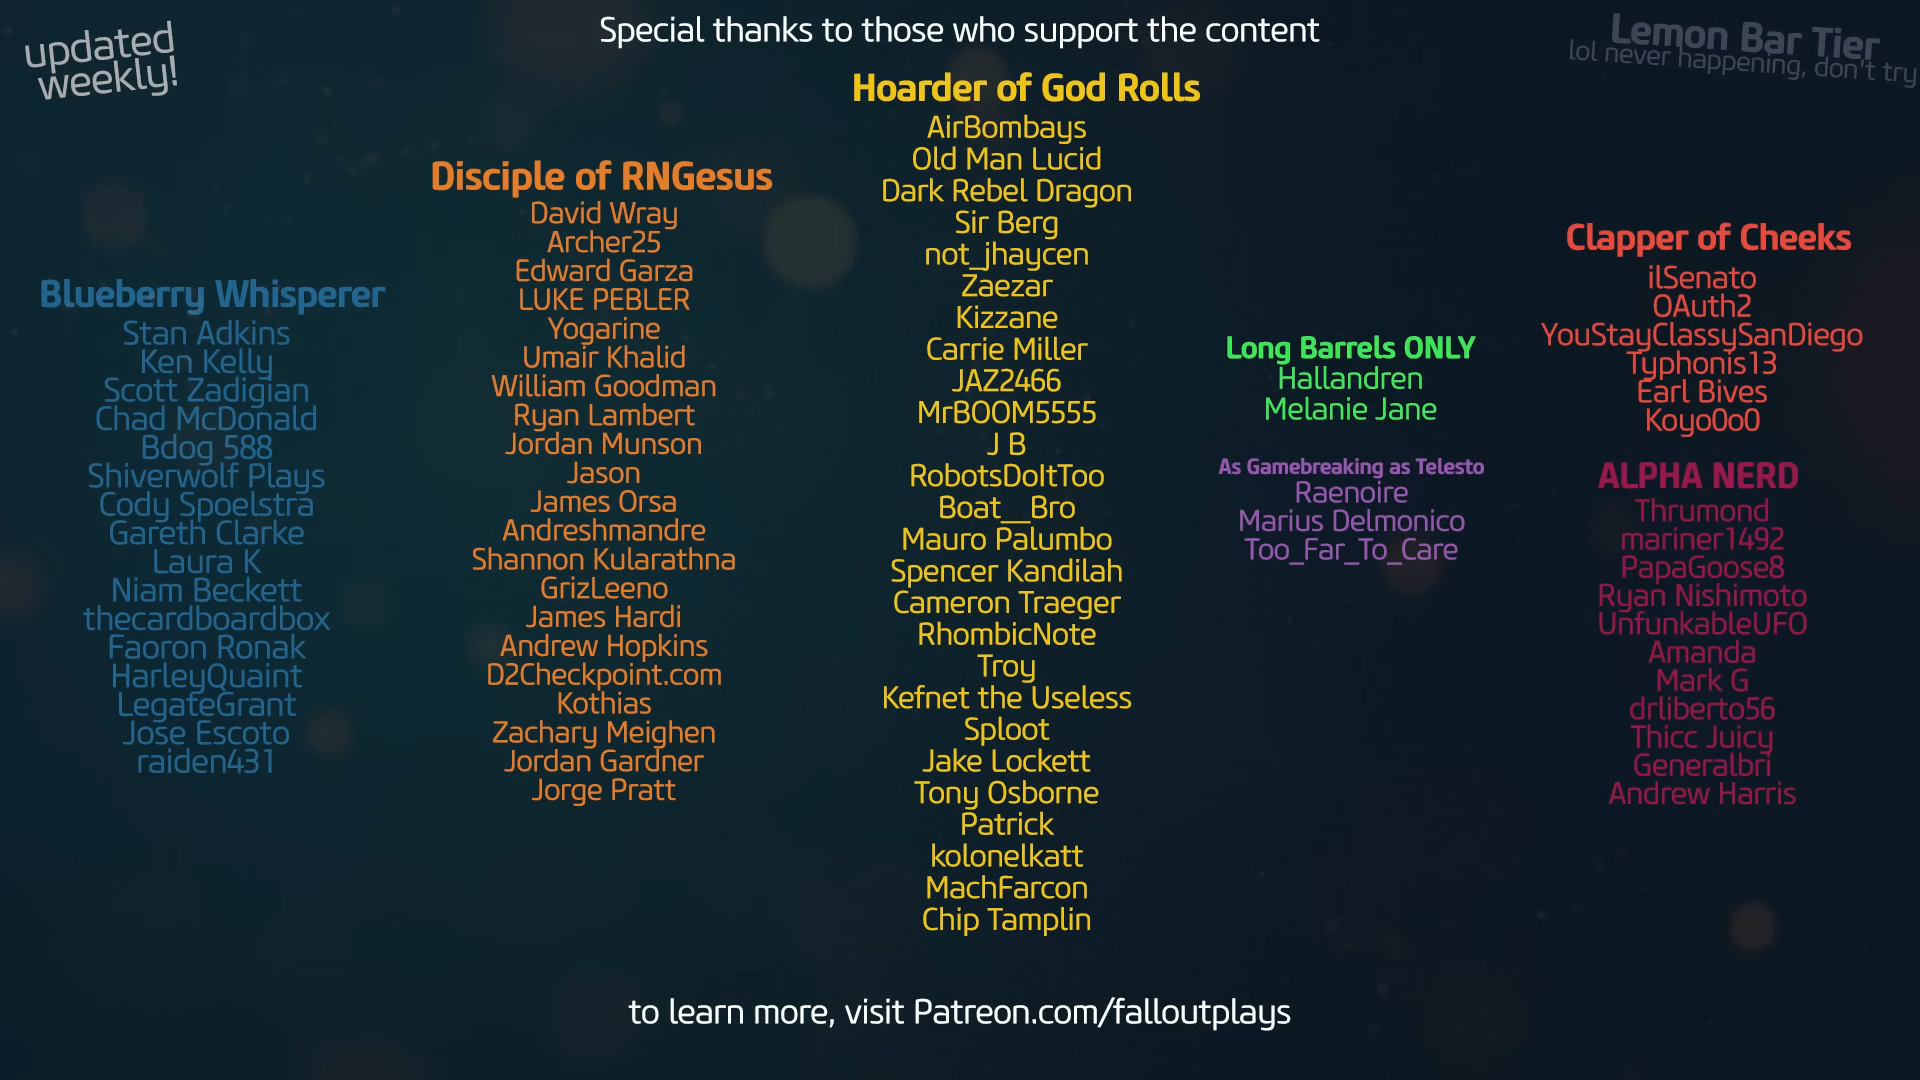 updated
weekly!
Special thanks to those who support the content
Lemon Bar Tier
lol never happening, don't try
Blueberry Whisperer
Stan Adkins
Ken Kelly
Scott Zadigian
Chad McDonald
Bdog 588
Shiverwolf Plays
Cody Spoelstra
Gareth Clarke
Laura K
Niam Beckett
thecardboardbox
Faoron Ronak
HarleyQuaint
LegateGrant
Jose Escoto
raiden431
Disciple of RNGesus
David Wray
Archer25
Edward Garza
LUKE PEBLER
Yogarine
Umair Khalid
William Goodman
Ryan Lambert
Jordan Munson
Jason
James Orsa
Andreshmandre
Shannon Kularathna
GrizLeeno
James Hardi
Andrew Hopkins
D2Checkpoint.com
Kothias
Zachary Meighen
Jordan Gardner
Jorge Pratt
Hoarder of God Rolls
AirBombays
Old Man Lucid
Dark Rebel Dragon
Sir Berg
not_jhaycen
Zaezar
Kizzane
Carrie Miller
JAZ2466
MrBOOM5555
J B
RobotsDoItToo
Boat__Bro
Mauro Palumbo
Spencer Kandilah
Cameron Traeger
RhombicNote
Troy
Kefnet the Useless
Sploot
Jake Lockett
Tony Osborne
Patrick
kolonelkatt
MachFarcon
Chip Tamplin
Long Barrels ONLY
Hallandren
Melanie Jane
As Gamebreaking as Telesto
Raenoire
Marius Delmonico
Too_Far_To_Care
Clapper of Cheeks
ilSenato
OAuth2
YouStayClassySanDiego
Typhonis13
Earl Bives
Koyo0o0
ALPHA NERD
Thrumond
mariner1492
PapaGoose8
Ryan Nishimoto
UnfunkableUFO
Amanda
Mark G
drliberto56
Thicc Juicy
Generalbri
Andrew Harris
to learn more, visit Patreon.com/falloutplays